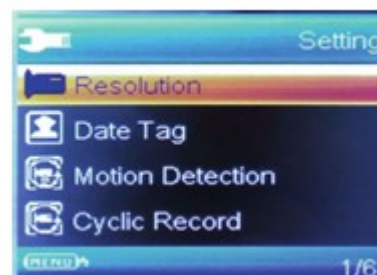 Setting
Resolution
Date Tag
Motion Detection
Cyclic Record
MENU
1/6